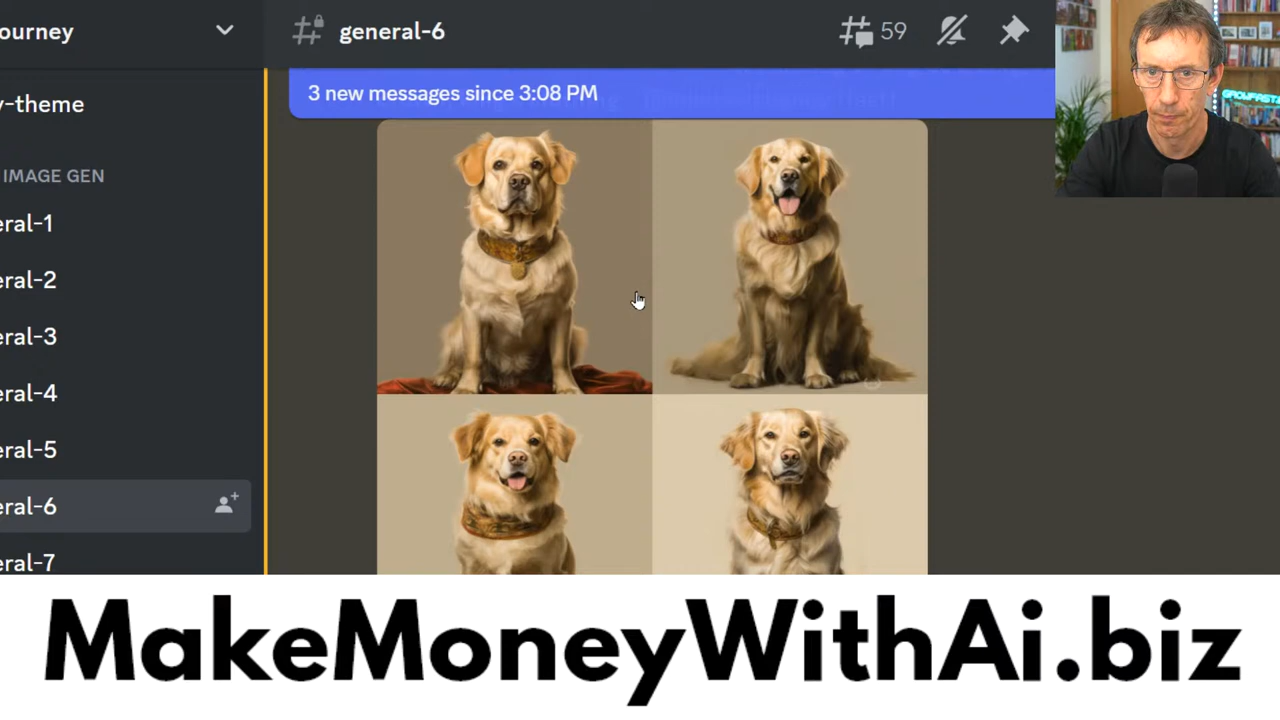 ourney
general-6
59
y-theme
3 new messages since 3:08 PM
IMAGE GEN
eral-1
eral-2
eral-3
eral-4
eral-5
eral-6
eral-7
MakeMoneyWithAi.biz